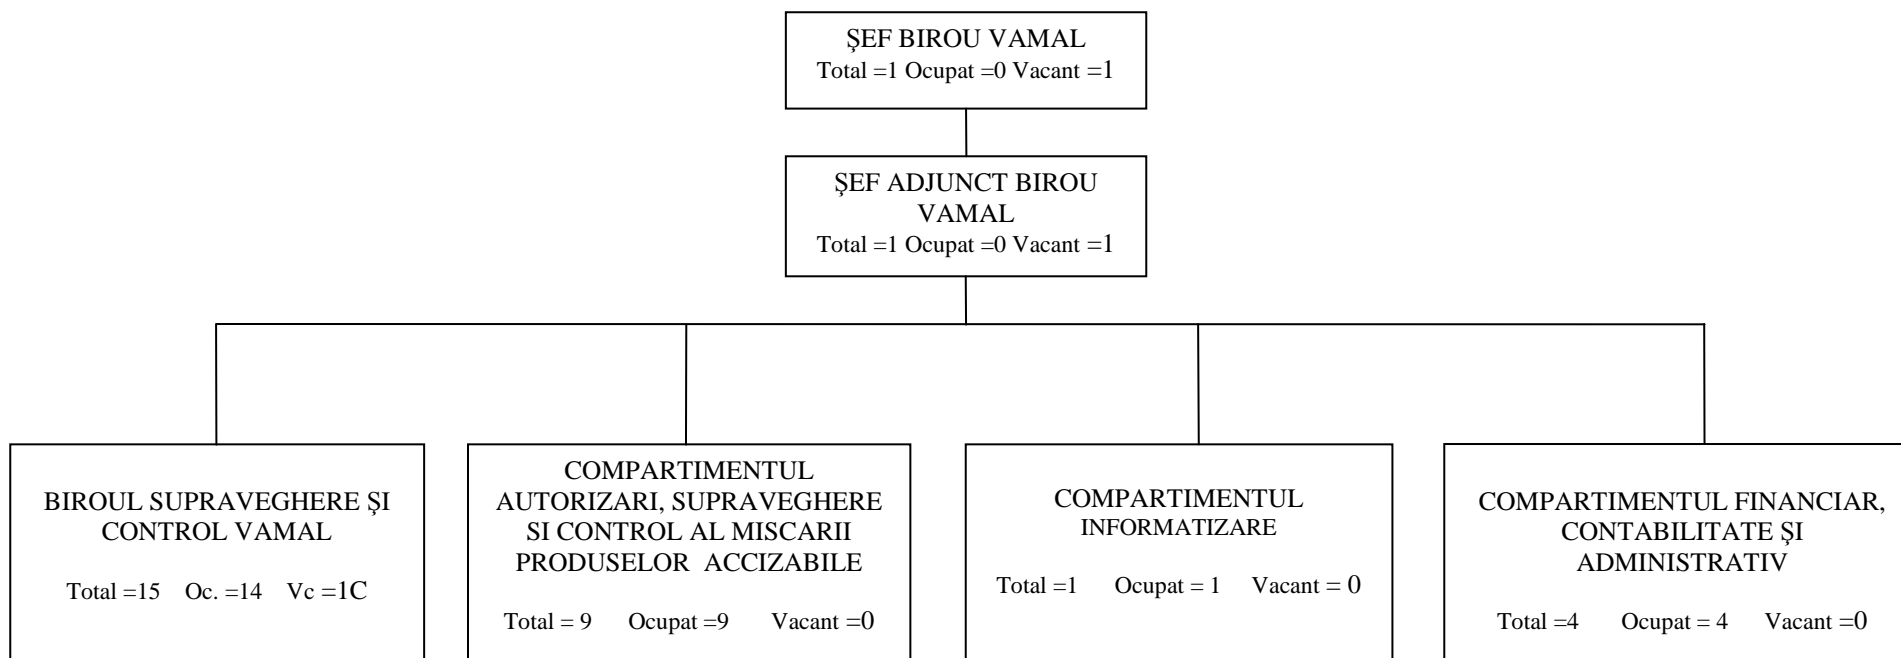 ŞEF BIROU VAMAL
Total =1 Ocupat =0 Vacant =1
ŞEF ADJUNCT BIROU
VAMAL
Total =1 Ocupat =0 Vacant =1
BIROUL SUPRAVEGHERE ŞI
CONTROL VAMAL
Total =15 Oc. =14 Vc =1C
COMPARTIMENTUL
AUTORIZARI, SUPRAVEGHERE
SI CONTROL AL MISCARII
PRODUSELOR ACCIZABILE
Total = 9 Ocupat =9 Vacant =0
COMPARTIMENTUL
INFORMATIZARE
Total =1 Ocupat = 1 Vacant = 0
COMPARTIMENTUL FINANCIAR,
CONTABILITATE ŞI
ADMINISTRATIV
Total =4 Ocupat = 4 Vacant =0